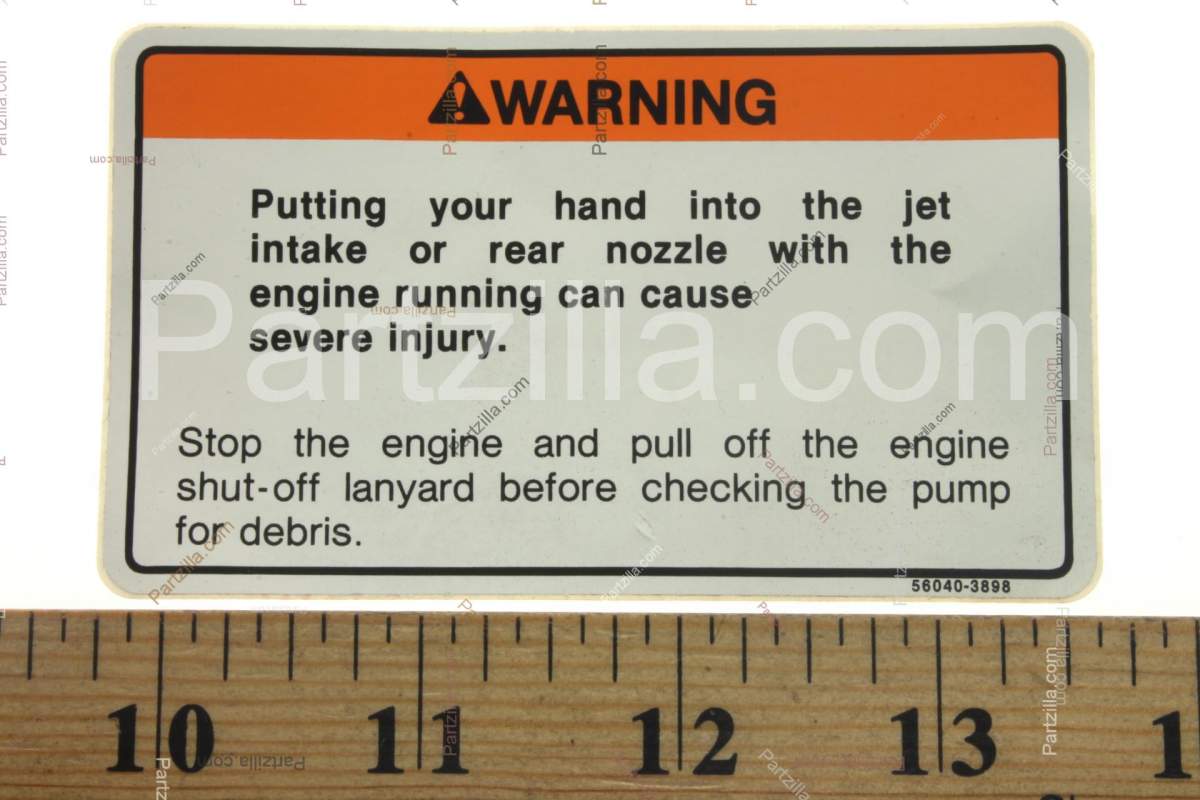 WARNING
Putting your hand into the jet
intake or rear nozzle with the
engine running can cause
severe injury.
Partzilla.com
Stop the engine and pull off the engine
shut-off lanyard before checking the pump
for debris.
56040-3898
10 11 12 13 1